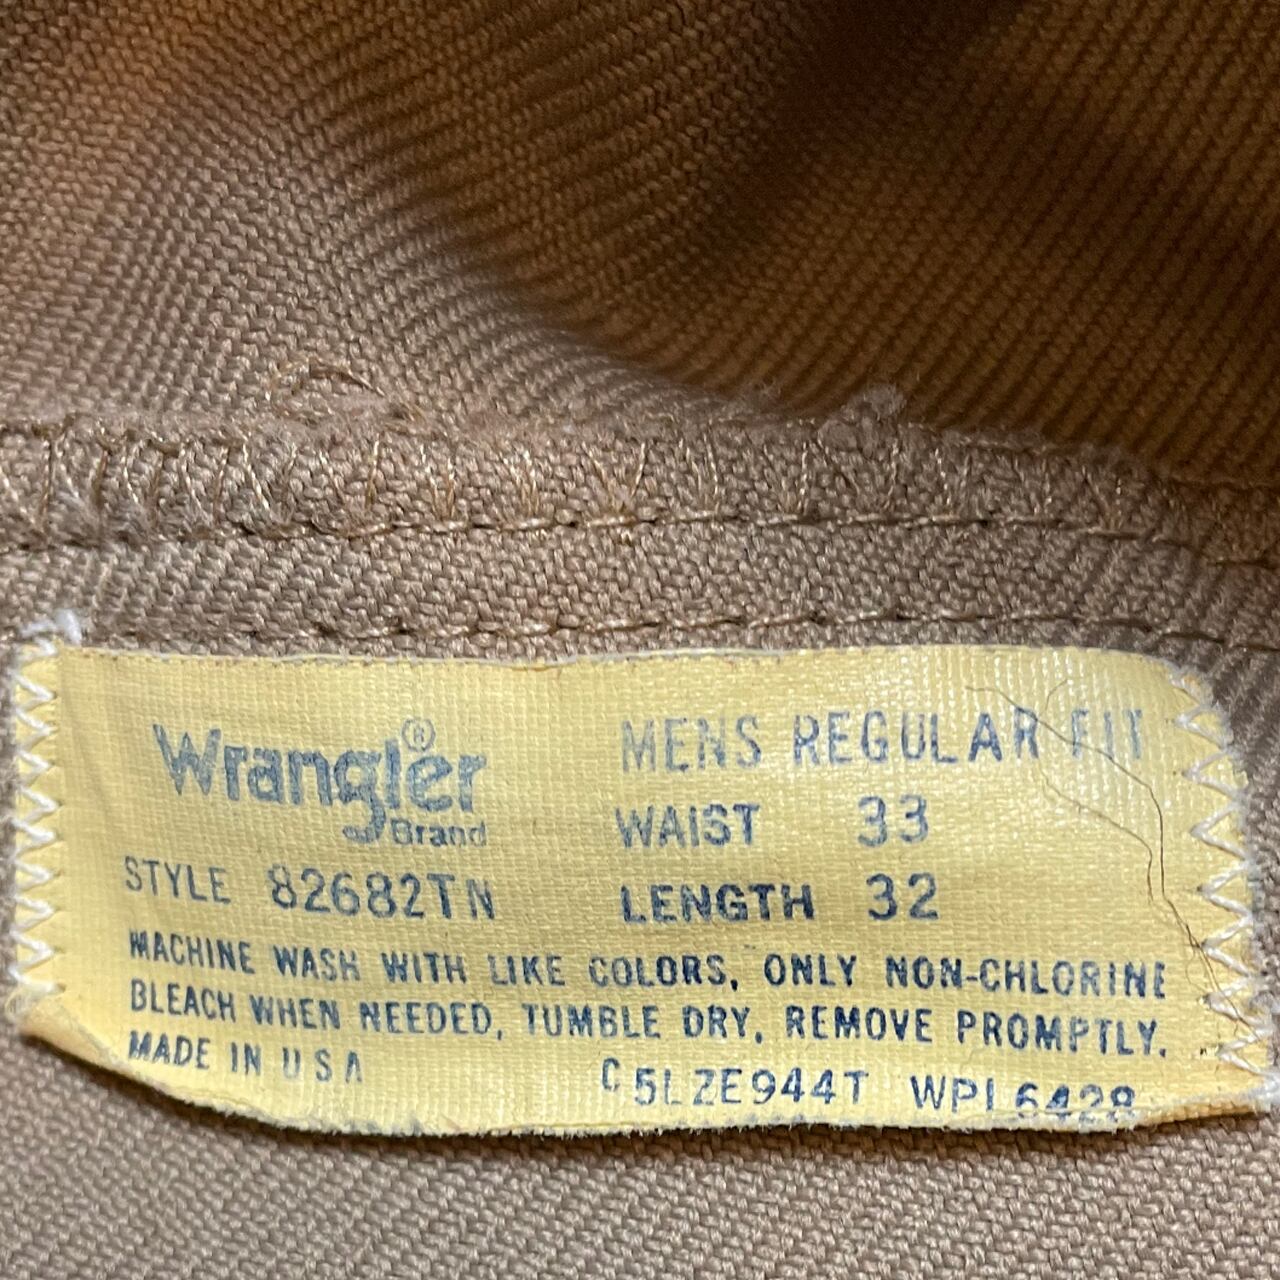 Wrangler®
Brand
STYLE 82682TN
MENS REGULAR FIT
WAIST 33
LENGTH 32
MACHINE WASH WITH LIKE COLORS, ONLY NON-CHLORINE
BLEACH WHEN NEEDED, TUMBLE DRY, REMOVE PROMPTLY.
MADE IN U S A
C 5LZE944T WPL 6428